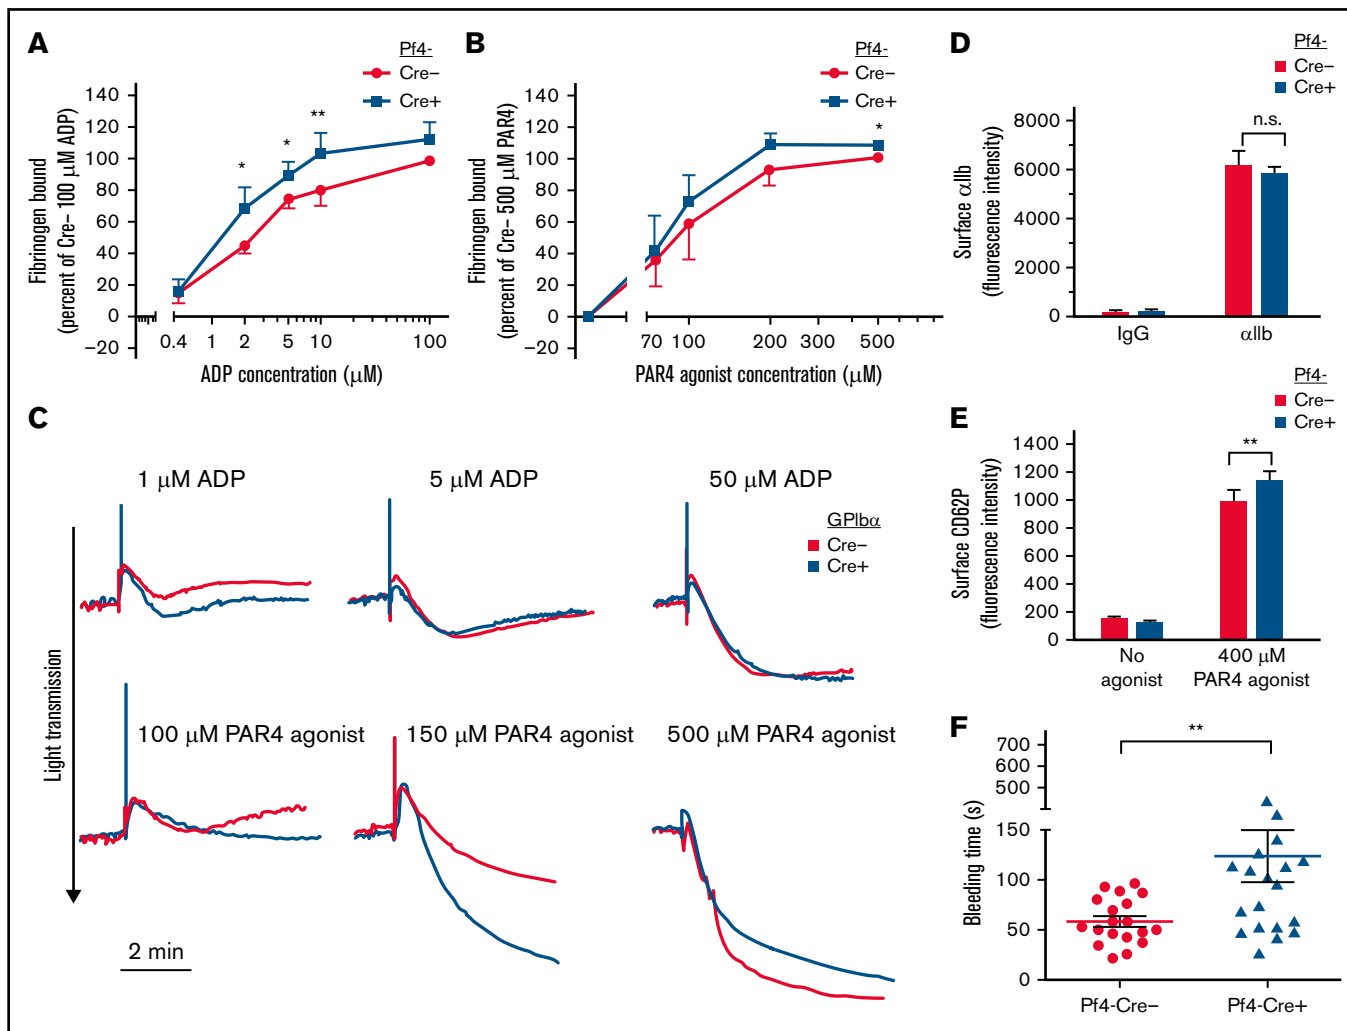 A
Pf4-
Cre–
Cre+
Fibrinogen bound
(percent of Cre– 100 μM ADP)
140
120
100
80
60
40
20
0
–20
*
*
**
0.4
1
2
5
10
100
ADP concentration (μM)
B
Pf4-
Cre–
Cre+
Fibrinogen bound
(percent of Cre– 500 μM PAR4)
140
120
100
80
60
40
20
0
–20
*
70
100
200
300
500
PAR4 agonist concentration (μM)
D
Pf4-
Cre–
Cre+
Surface αIIb
(fluorescence intensity)
8000
6000
4000
2000
0
n.s.
IgG
αIIb
C
1 μM ADP
5 μM ADP
50 μM ADP
GPIbα
Cre–
Cre+
Light transmission
100 μM PAR4 agonist
150 μM PAR4 agonist
500 μM PAR4 agonist
2 min
E
Pf4-
Cre–
Cre+
Surface CD62P
(fluorescence intensity)
1400
1200
1000
800
600
400
200
0
**
No
agonist
400 μM
PAR4 agonist
F
Bleeding time (s)
700
600
500
150
100
50
0
**
Pf4-Cre–
Pf4-Cre+